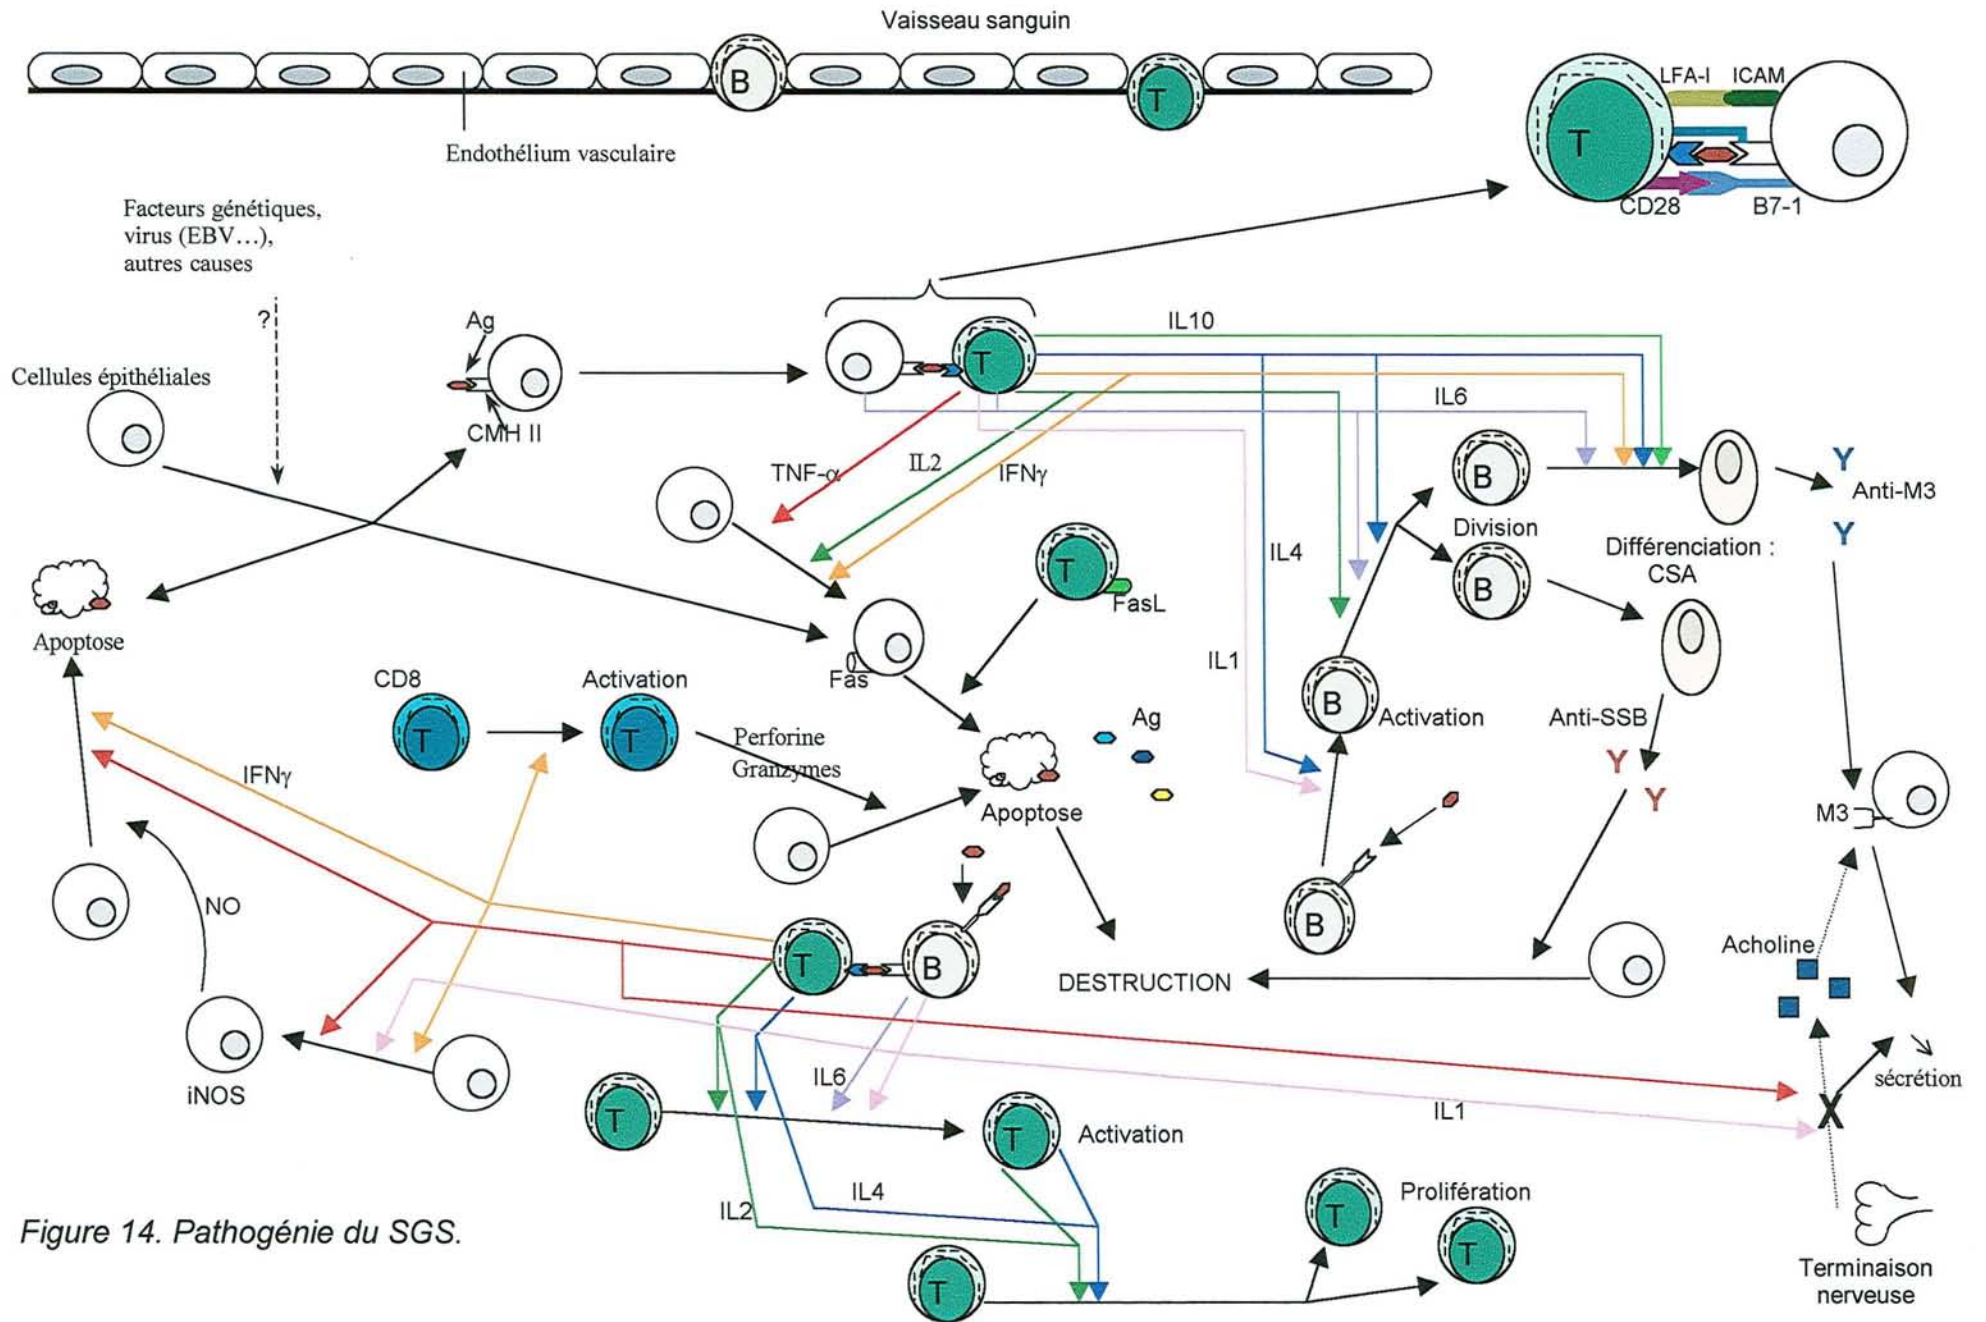 Vaisseau sanguin
B
T
Endothélium vasculaire
LFA-I ICAM
T
CD28 B7-1
Facteurs génétiques,
virus (EBV…),
autres causes
?
Ag
CMH II
Cellules épithéliales
T
IL10
IL6
TNF-α
IL2
IFNγ
IL4
IL1
B
Division
B
Y
Anti-M3
Y
Différenciation :
CSA
T
FasL
Fas
Apoptose
CD8
T
Activation
T
Perforine
Granzymes
Ag
Apoptose
B
Activation
Anti-SSB
Y
Y
M3
IFNγ
NO
iNOS
T
B
B
DESTRUCTION
Acholine
sécrétion
X
IL6
IL1
T
T
Activation
IL2
IL4
T
T
Prolifération
T
Terminaison
nerveuse
Figure 14. Pathogénie du SGS.